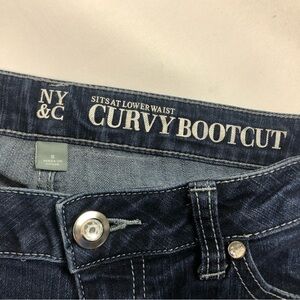 NY
&C
SITS AT LOWER WAIST
CURVY BOOTCUT